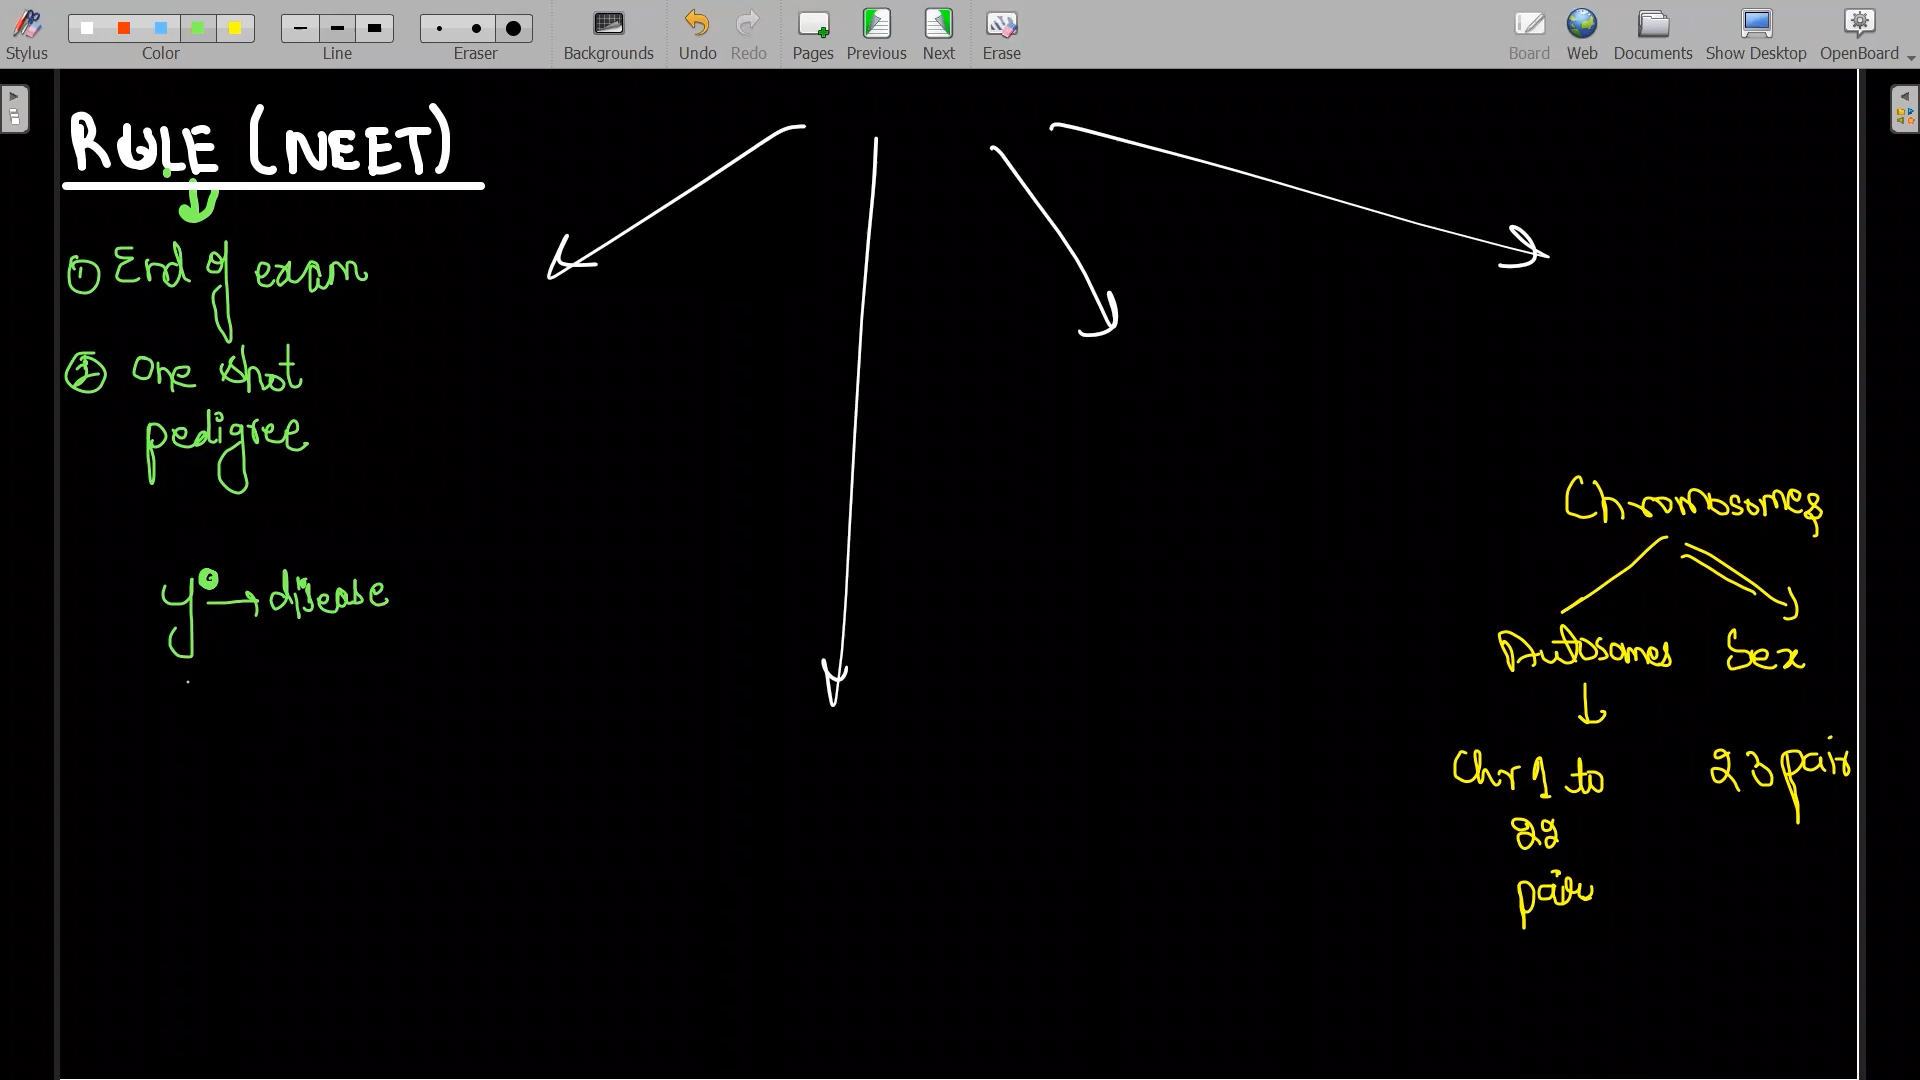 Stylus
Color
Line
Eraser
Backgrounds
Undo
Redo
Pages
Previous
Next
Erase
Board
Web
Documents
Show Desktop
OpenBoard
RULE (NEET)
① End of exam
② One shot
pedigree
y → disease
Chromosomes
Autosomes
Sex
Chr 1 to
22
pair
23 pair